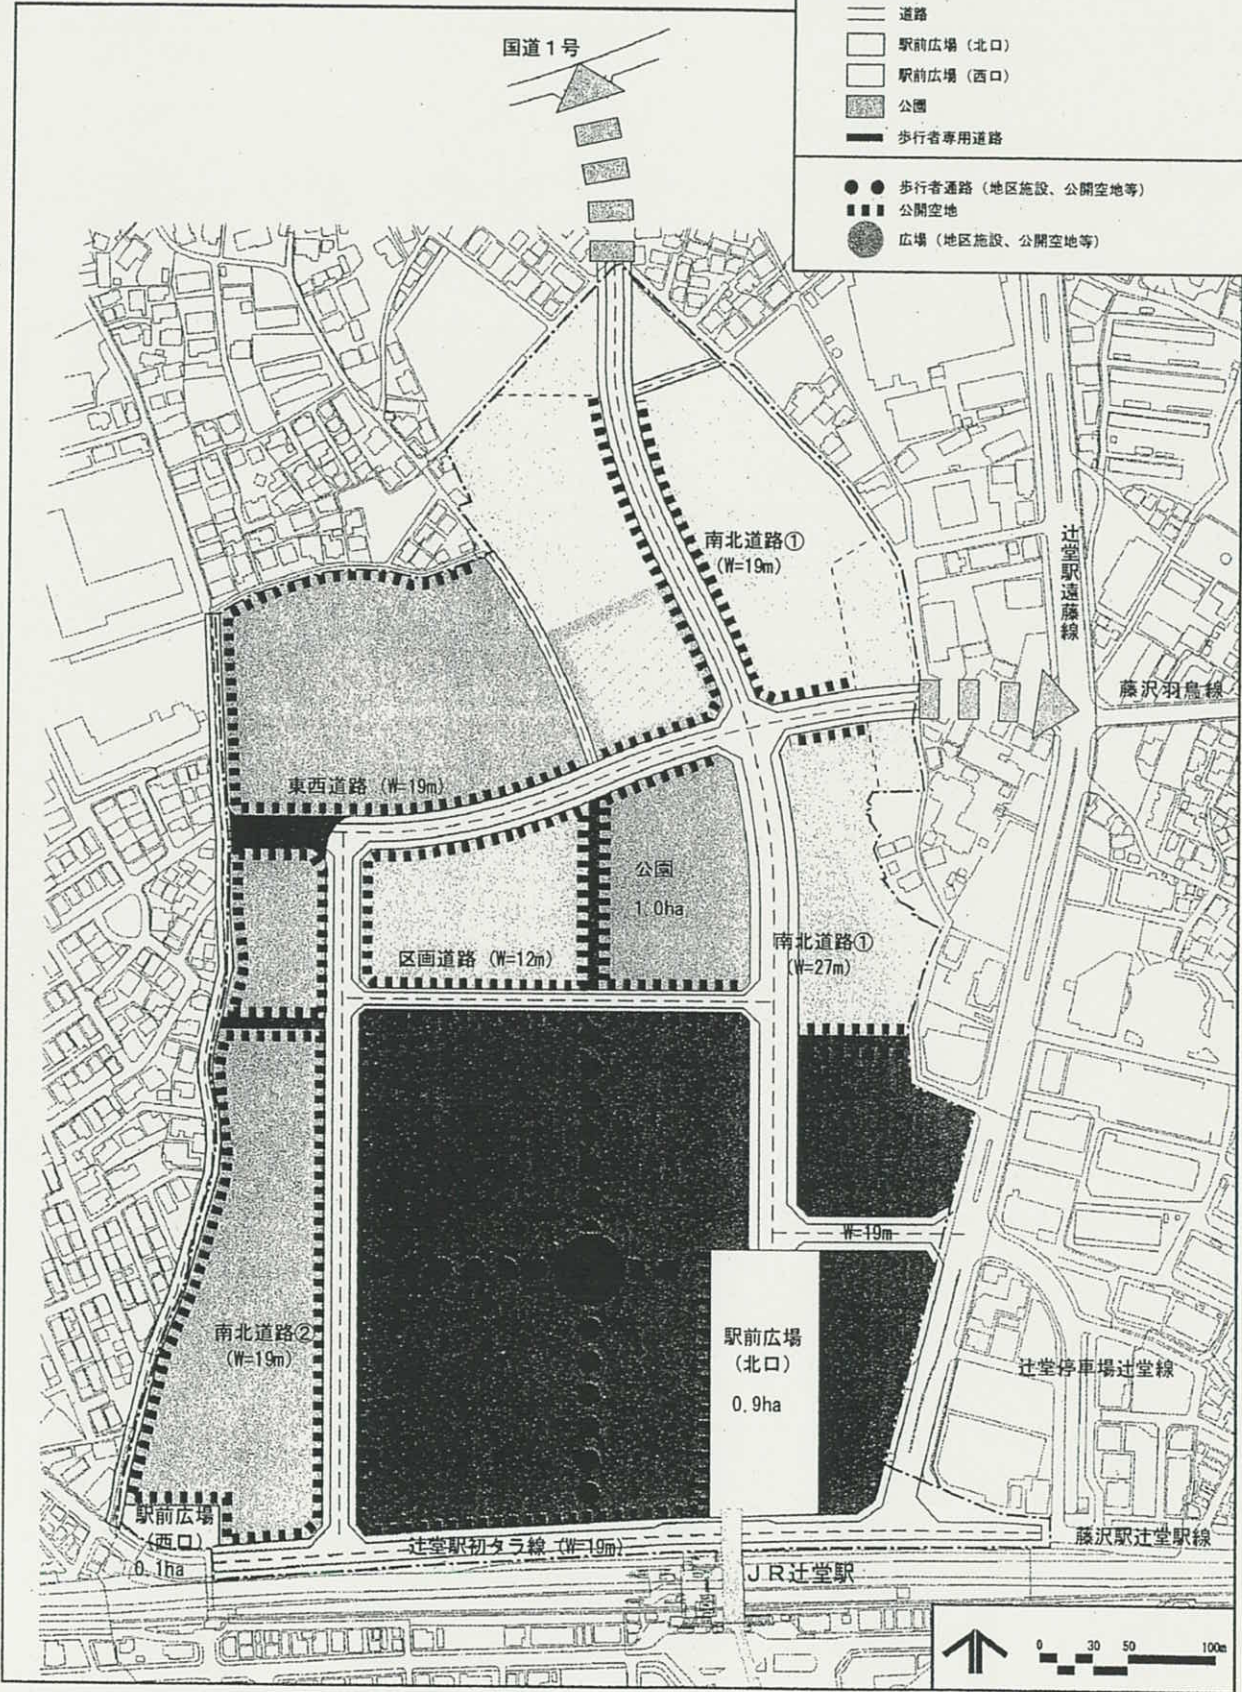 道路
駅前広場（北口）
駅前広場（西口）
公園
歩行者専用道路
歩行者通路（地区施設、公開空地等）
公開空地
広場（地区施設、公開空地等）
国道１号
南北道路①
(W=19m)
辻堂駅遠藤線
藤沢羽鳥線
東西道路 (W=19m)
公園
1.0ha
区画道路 (W=12m)
南北道路①
(W=27m)
W=19m
南北道路②
(W=19m)
駅前広場
(北口)
0.9ha
辻堂停車場辻堂線
駅前広場
(西口)
0.1ha
辻堂駅初タラ線 (W=19m)
藤沢駅辻堂駅線
ＪＲ辻堂駅
0 30 50 100m